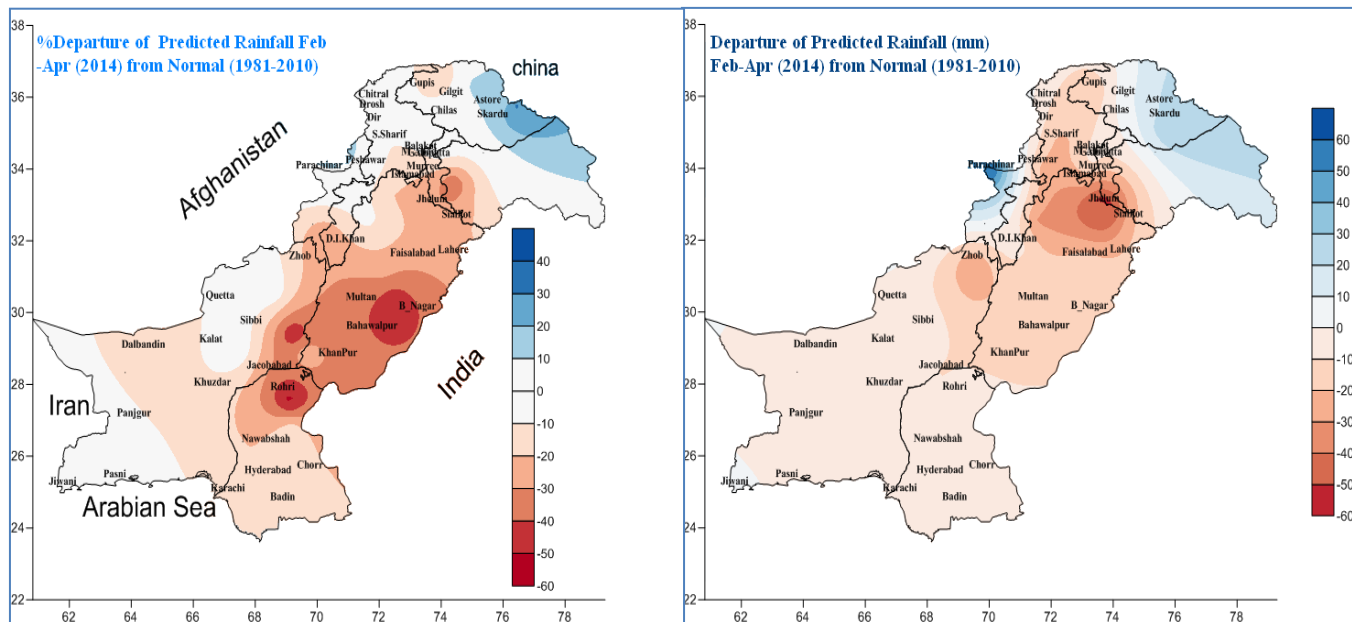 %Departure of  Predicted Rainfall Feb
-Apr (2014) from Normal (1981-2010)
china
Afghanistan
Iran
India
Arabian Sea
Gupis
Gilgit
Chitral
Drosh
Dir
Chilas
Astore
Skardu
S.Sharif
Balakat
Parachinar
Peshawar
Murree
Islamabad
Jhelum
Sialkot
D.I.Khan
Zhob
Faisalabad
Lahore
Quetta
Multan
B_Nagar
Sibbi
Bahawalpur
Kalat
Dalbandin
KhanPur
Jacobabad
Khuzdar
Rohri
Panjgur
Nawabshah
Hyderabad
Chorr
Pasni
Jiwani
Karachi
Badin
38
36
34
32
30
28
26
24
22
62 64 66 68 70 72 74 76 78
40
30
20
10
0
-10
-20
-30
-40
-50
-60
Departure of Predicted Rainfall (mm)
Feb-Apr (2014) from Normal (1981-2010)
Gupis
Gilgit
Chitral
Drosh
Dir
Chilas
Astore
Skardu
S.Sharif
Balakat
Parachinar
Peshawar
Murree
Islamabad
Jhelum
Sialkot
D.I.Khan
Zhob
Faisalabad
Lahore
Quetta
Multan
B_Nagar
Sibbi
Bahawalpur
Kalat
Dalbandin
KhanPur
Jacobabad
Khuzdar
Rohri
Panjgur
Nawabshah
Hyderabad
Chorr
Pasni
Jiwani
Karachi
Badin
38
36
34
32
30
28
26
24
22
62 64 66 68 70 72 74 76 78
60
50
40
30
20
10
0
-10
-20
-30
-40
-50
-60